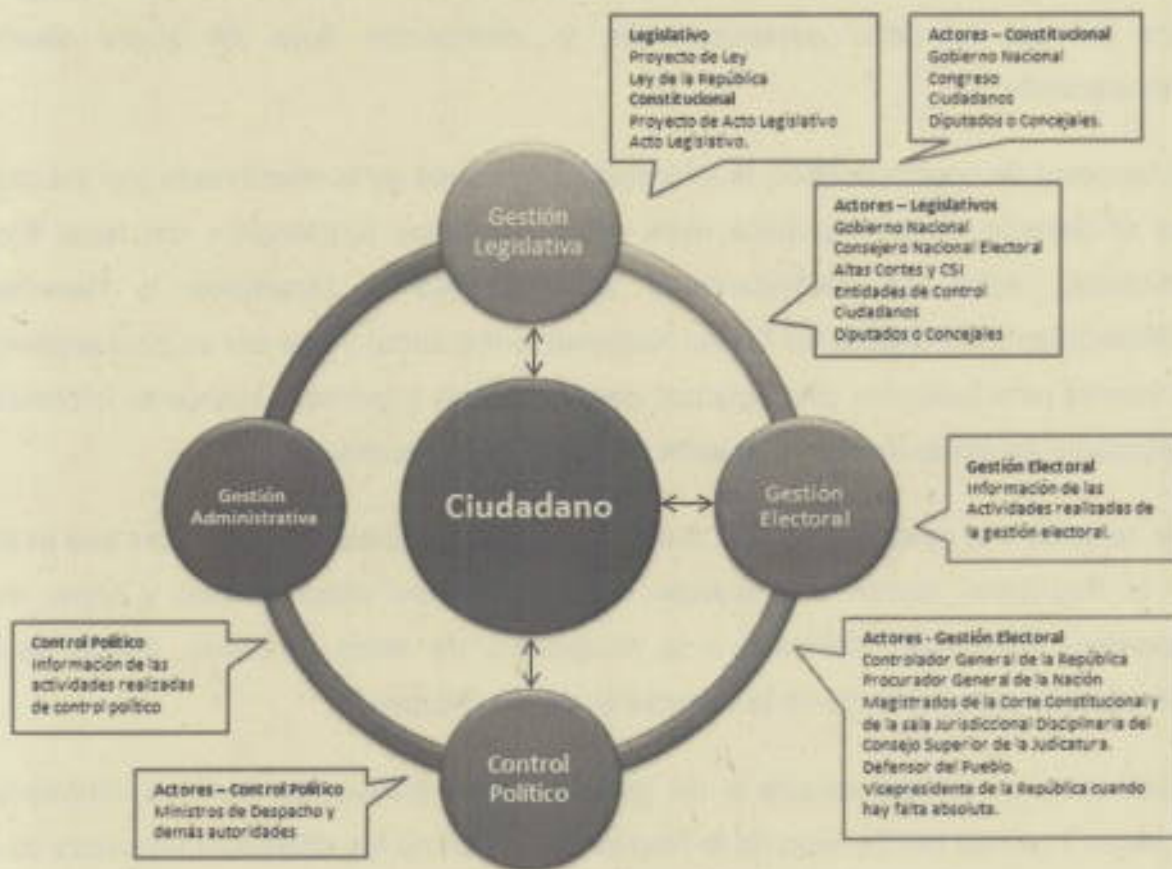 Legislativo
Proyecto de Ley
Ley de la República
Constitucional
Proyecto de Acto Legislativo
Acto Legislativo.
Actores – Constitucional
Gobierno Nacional
Congreso
Ciudadanos
Diputados o Concejales.
Gestión
Legislativa
Actores – Legislativos
Gobierno Nacional
Consejero Nacional Electoral
Altas Cortes y CSJ
Entidades de Control
Ciudadanos
Diputados o Concejales
Gestión
Administrativa
Ciudadano
Gestión
Electoral
Gestión Electoral
Información de las
Actividades realizadas de
la gestión electoral.
Control Político
Información de las
actividades realizadas
de control político
Actores - Gestión Electoral
Controlador General de la República
Procurador General de la Nación
Magistrados de la Corte Constitucional y
de la sala Jurisdiccional Disciplinaria del
Consejo Superior de la Judicatura.
Defensor del Pueblo.
Vicepresidente de la República cuando
hay falta absoluta.
Control
Político
Actores – Control Político
Ministros de Despacho y
demás autoridades